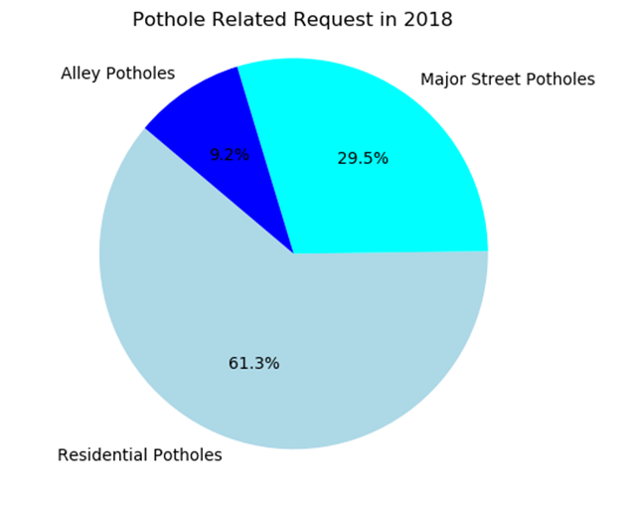 Pothole Related Request in 2018
Alley Potholes
Major Street Potholes
9.2%
29.5%
61.3%
Residential Potholes